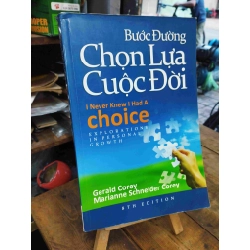 Bước Đường
Chọn Lựa
Cuộc Đời
I Never Knew I Had A
choice
EXPLORATIONS
IN PERSONAL
GROWTH
Gerald Corey
Marianne Schneider Corey
9TH EDITION